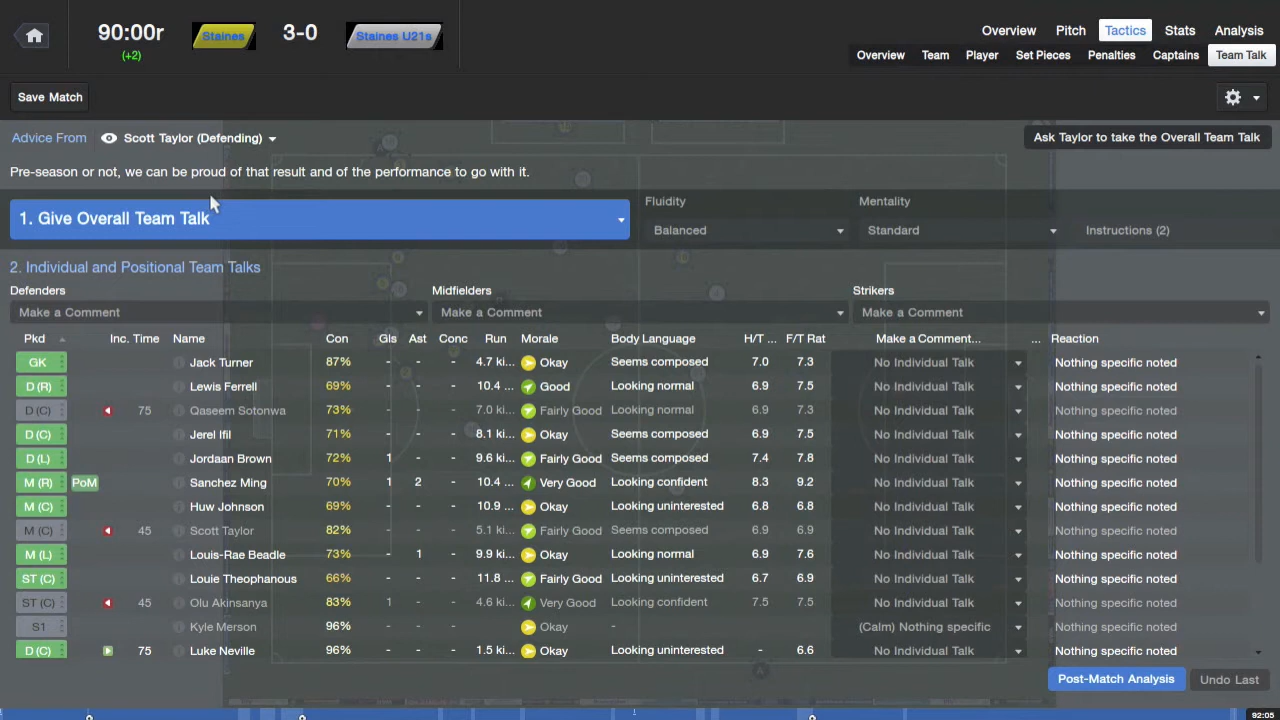 90:00r Staines 3-0 Staines U21s Overview Pitch Tactics Stats Analysis
(+2) Overview Team Player Set Pieces Penalties Captains Team Talk
Save Match
Advice From Scott Taylor (Defending) Ask Taylor to take the Overall Team Talk
Pre-season or not, we can be proud of that result and of the performance to go with it.
Fluidity Mentality
1. Give Overall Team Talk Balanced Standard Instructions (2)
2. Individual and Positional Team Talks
Defenders Midfielders Strikers
Make a Comment Make a Comment Make a Comment
Pkd Inc. Time Name Con Gls Ast Conc Run Morale Body Language H/T ... F/T Rat Make a Comment... ... Reaction
GK Jack Turner 87% - - - 4.7 ki... Okay Seems composed 7.0 7.3 No Individual Talk Nothing specific noted
D (R) Lewis Ferrell 69% - - - 10.4 ... Good Looking normal 6.9 7.5 No Individual Talk Nothing specific noted
D (C) 75 Qaseem Sotonwa 73% - - - 7.0 ki... Fairly Good Looking normal 6.9 7.3 No Individual Talk Nothing specific noted
D (C) Jerel Ifil 71% - - - 8.1 ki... Okay Seems composed 6.9 7.5 No Individual Talk Nothing specific noted
D (L) Jordaan Brown 72% 1 - - 9.6 ki... Fairly Good Seems composed 7.4 7.8 No Individual Talk Nothing specific noted
M (R) PoM Sanchez Ming 70% 1 2 - 10.4 ... Very Good Looking confident 8.3 9.2 No Individual Talk Nothing specific noted
M (C) Huw Johnson 69% - - - 10.9 ... Okay Looking uninterested 6.8 6.8 No Individual Talk Nothing specific noted
M (C) 45 Scott Taylor 82% - - - 5.1 ki... Fairly Good Seems composed 6.9 6.9 No Individual Talk Nothing specific noted
M (L) Louis-Rae Beadle 73% - 1 - 9.9 ki... Okay Looking normal 6.9 7.6 No Individual Talk Nothing specific noted
ST (C) Louie Theophanous 66% - - - 11.8 ... Fairly Good Looking uninterested 6.7 6.9 No Individual Talk Nothing specific noted
ST (C) 45 Olu Akinsanya 83% 1 - - 4.6 ki... Very Good Looking confident 7.5 7.5 No Individual Talk Nothing specific noted
S1 Kyle Merson 96% - - - Okay - (Calm) Nothing specific Nothing specific noted
D (C) 75 Luke Neville 96% - - - 1.5 ki... Okay Looking uninterested - 6.6 No Individual Talk Nothing specific noted
Post-Match Analysis Undo Last
92:05